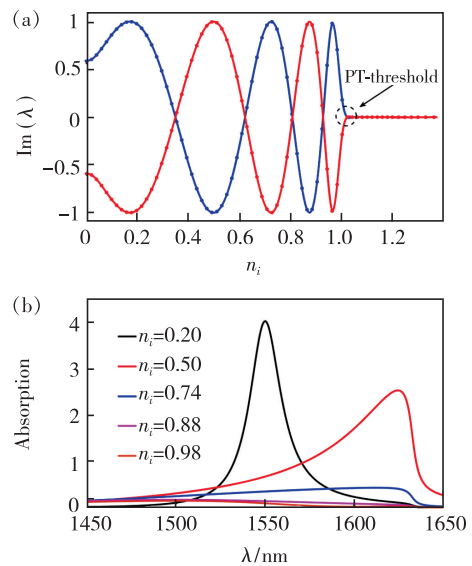 (a)
Im(λ)
1
0.5
0
−0.5
−1
PT-threshold
0 0.2 0.4 0.6 0.8 1.0 1.2
n_i
(b)
Absorption
4
3
2
1
0
n_i=0.20
n_i=0.50
n_i=0.74
n_i=0.88
n_i=0.98
1450 1500 1550 1600 1650
λ/nm